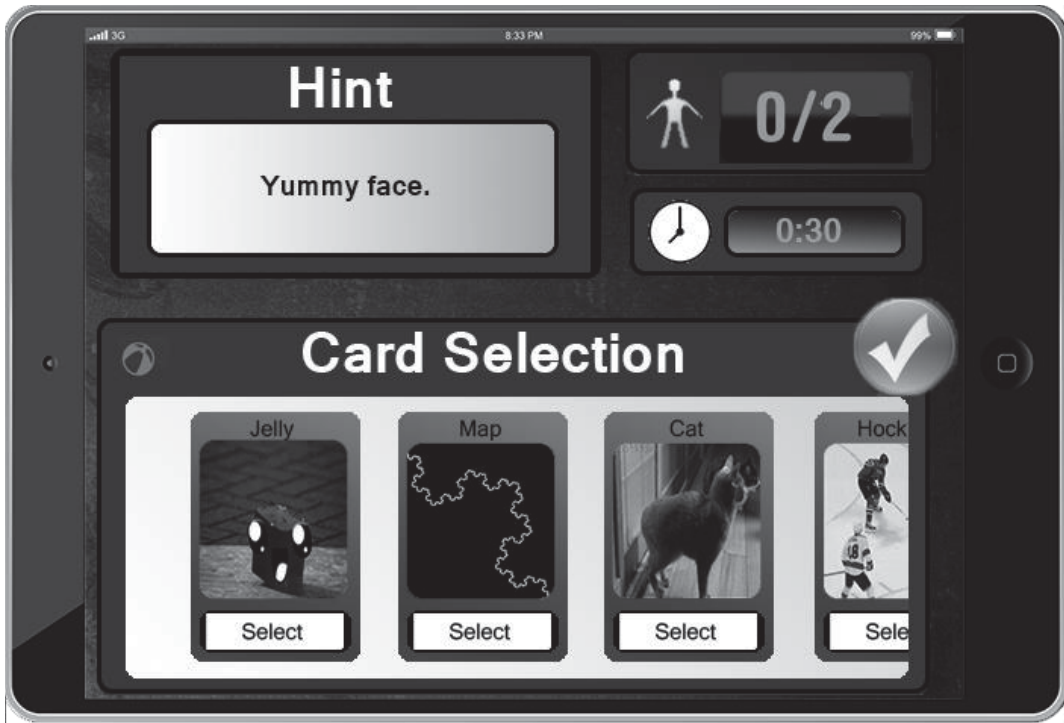 3G
8:33 PM
99%
Hint
0/2
Yummy face.
0:30
Card Selection
Jelly
Map
Cat
Hock
18
Select
Select
Select
Sele